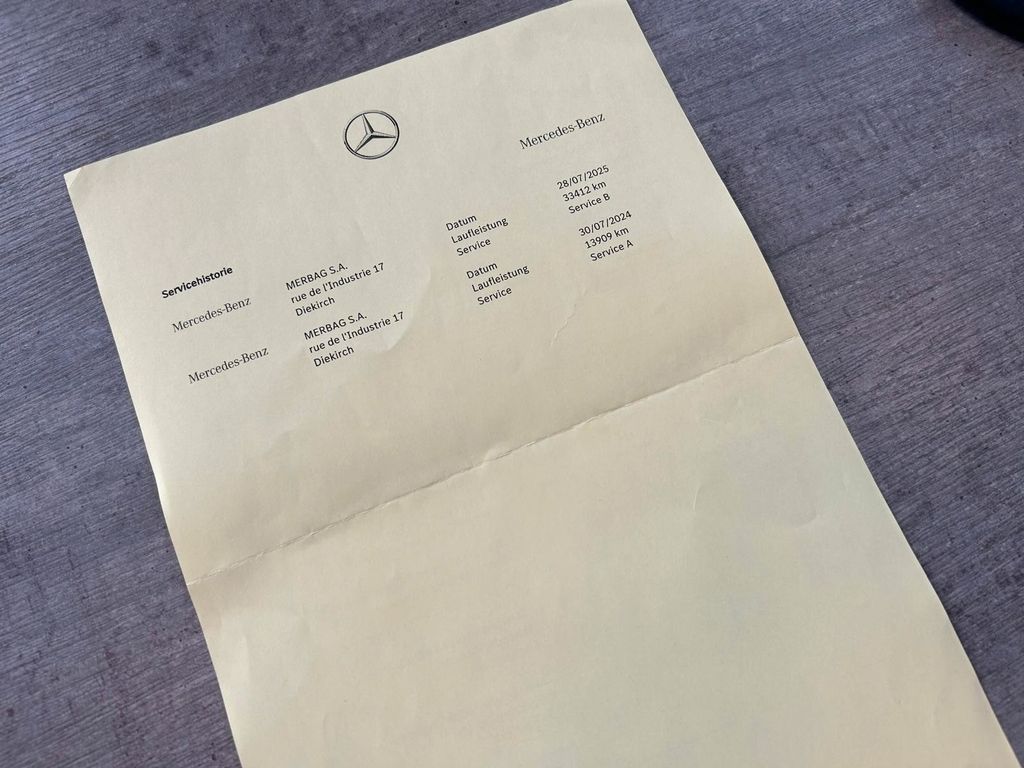 Mercedes-Benz
Servicehistorie
Mercedes-Benz
MERBAG S.A.
rue de l'Industrie 17
Diekirch
Datum 28/07/2025
Laufleistung 33412 km
Service Service B
Mercedes-Benz
MERBAG S.A.
rue de l'Industrie 17
Diekirch
Datum 30/07/2024
Laufleistung 13909 km
Service Service A